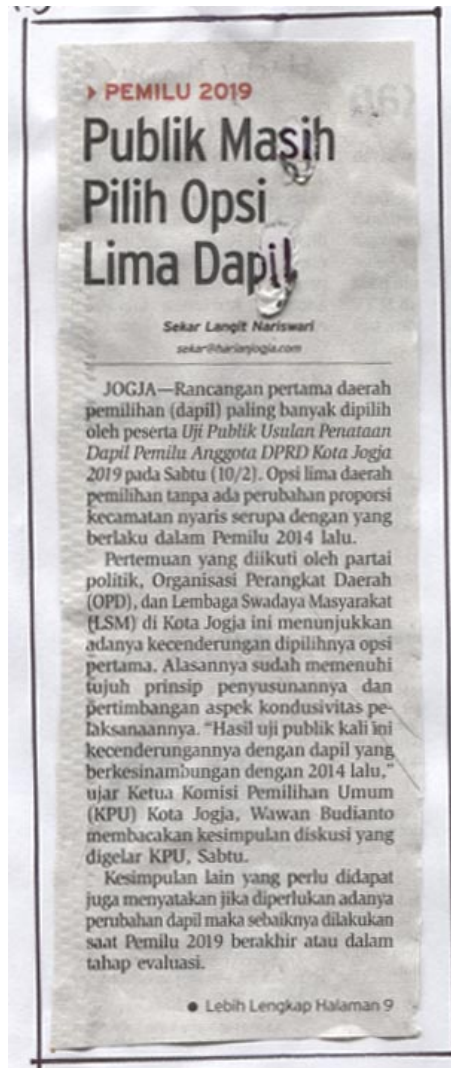 PEMILU 2019
Publik Masih
Pilih Opsi
Lima Dapil
Sekar Langit Nariswari
sekar@harianjogja.com
JOGJA—Rancangan pertama daerah
pemilihan (dapil) paling banyak dipilih
oleh peserta Uji Publik Usulan Penataan
Dapil Pemilu Anggota DPRD Kota Jogja
2019 pada Sabtu (10/2). Opsi lima daerah
pemilihan tanpa ada perubahan proporsi
kecamatan nyaris serupa dengan yang
berlaku dalam Pemilu 2014 lalu.
Pertemuan yang diikuti oleh partai
politik, Organisasi Perangkat Daerah
(OPD), dan Lembaga Swadaya Masyarakat
(LSM) di Kota Jogja ini menunjukkan
adanya kecenderungan dipilihnya opsi
pertama. Alasannya sudah memenuhi
tujuh prinsip penyusunannya dan
pertimbangan aspek kondusivitas pe-
laksanaannya. “Hasil uji publik kali ini
kecenderungannya dengan dapil yang
berkesinambungan dengan 2014 lalu,”
ujar Ketua Komisi Pemilihan Umum
(KPU) Kota Jogja, Wawan Budianto
membacakan kesimpulan diskusi yang
digelar KPU, Sabtu.
Kesimpulan lain yang perlu didapat
juga menyatakan jika diperlukan adanya
perubahan dapil maka sebaiknya dilakukan
saat Pemilu 2019 berakhir atau dalam
tahap evaluasi.
● Lebih Lengkap Halaman 9